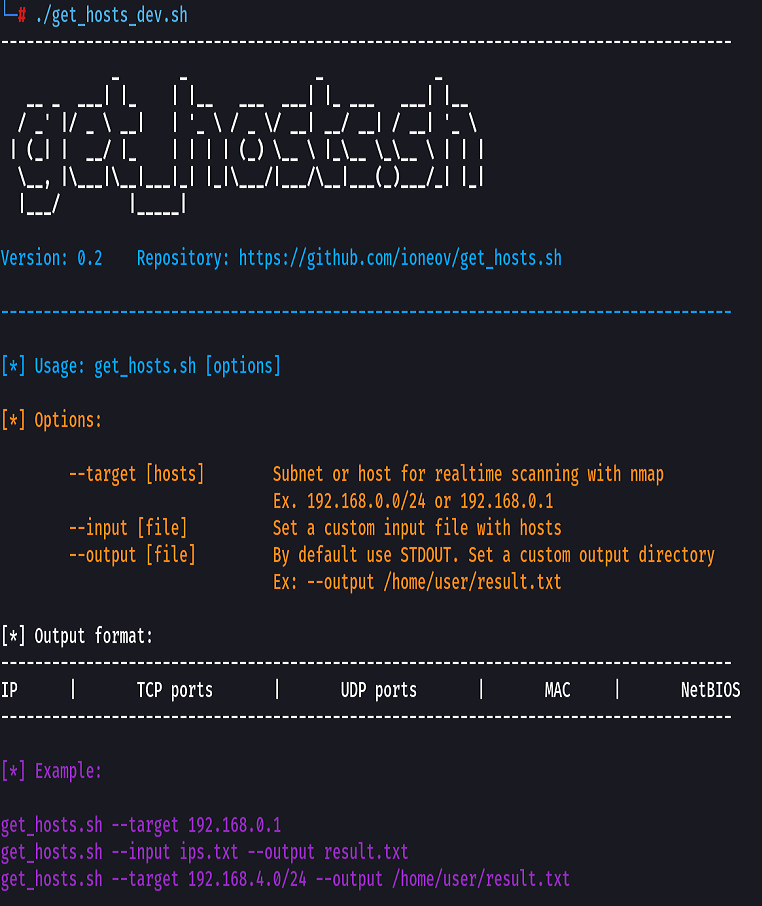 # ./get_hosts_dev.sh
get_hosts.sh
Version: 0.2    Repository: https://github.com/ioneov/get_hosts.sh
[*] Usage: get_hosts.sh [options]
[*] Options:
--target [hosts]        Subnet or host for realtime scanning with nmap
Ex. 192.168.0.0/24 or 192.168.0.1
--input [file]          Set a custom input file with hosts
--output [file]         By default use STDOUT. Set a custom output directory
Ex: --output /home/user/result.txt
[*] Output format:
IP      |       TCP ports       |       UDP ports       |       MAC     |       NetBIOS
[*] Example:
get_hosts.sh --target 192.168.0.1
get_hosts.sh --input ips.txt --output result.txt
get_hosts.sh --target 192.168.4.0/24 --output /home/user/result.txt